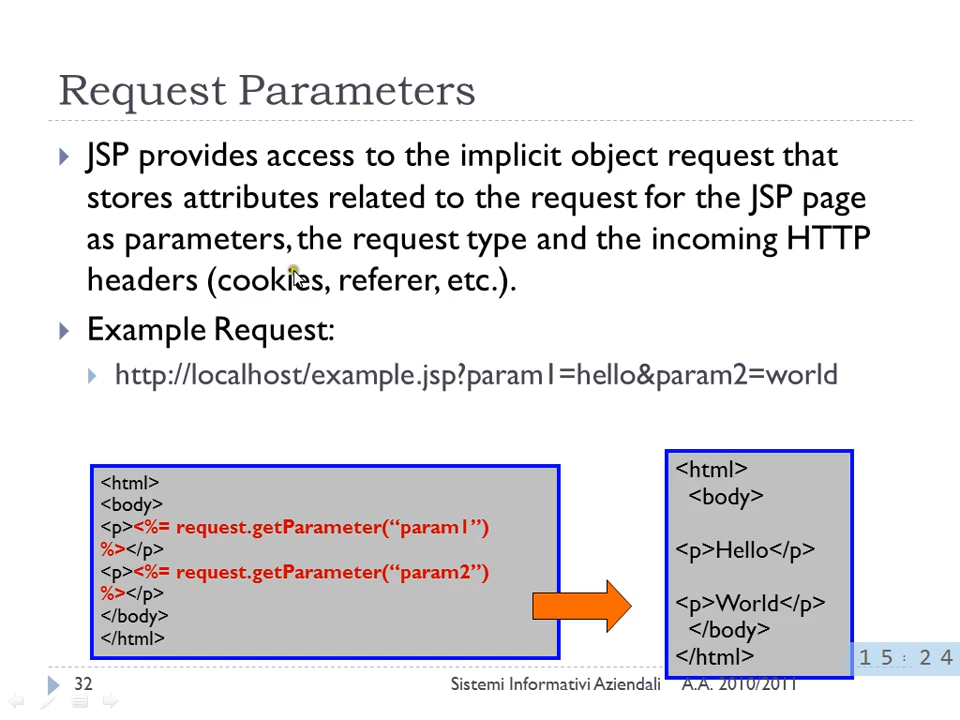 Request Parameters
JSP provides access to the implicit object request that
stores attributes related to the request for the JSP page
as parameters, the request type and the incoming HTTP
headers (cookies, referer, etc.).
Example Request:
http://localhost/example.jsp?param1=hello&param2=world
<html>
<body>
<p><%= request.getParameter(“param1”)
%></p>
<p><%= request.getParameter(“param2”)
%></p>
</body>
</html>
<html>
<body>
<p>Hello</p>
<p>World</p>
</body>
</html>
15:24
32
Sistemi Informativi Aziendali A.A. 2010/2011